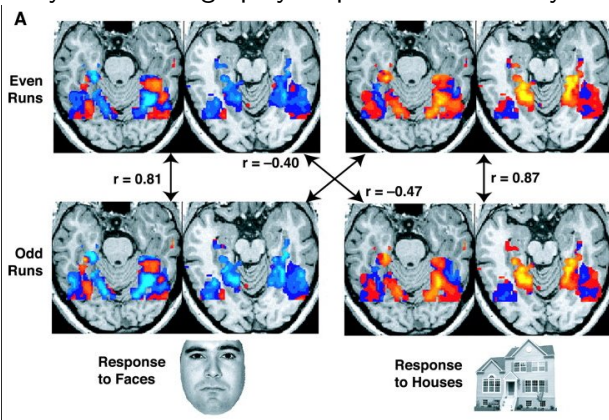 A
Even
Runs
r = 0.81
r = –0.40
r = –0.47
r = 0.87
Odd
Runs
Response
to Faces
Response
to Houses